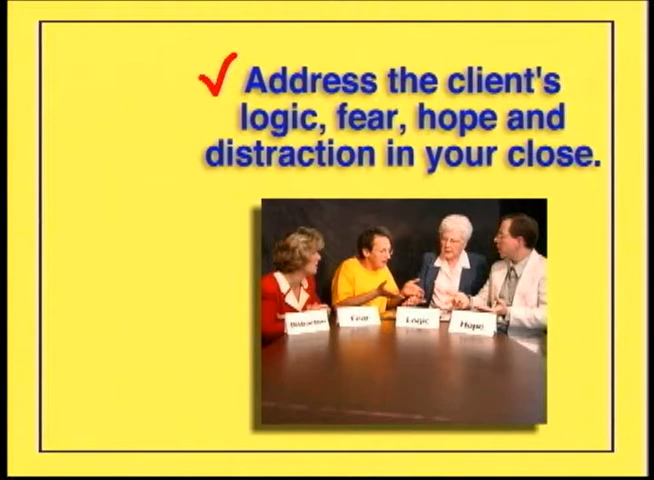 Address the client's
logic, fear, hope and
distraction in your close.
Distraction Fear Logic Hope